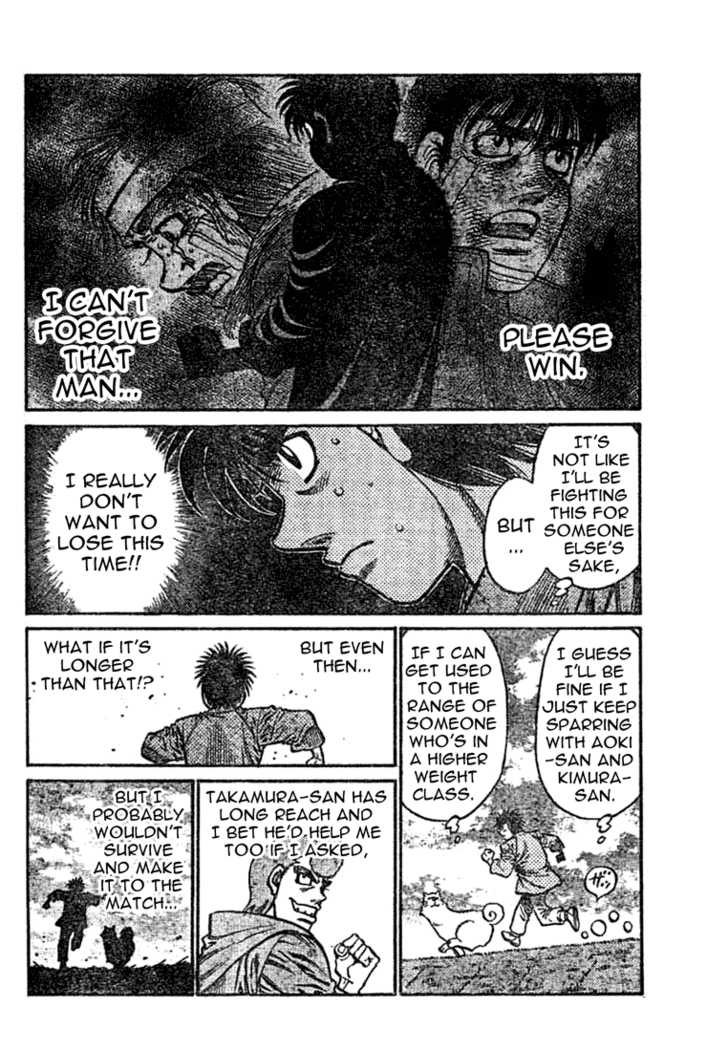 PLEASE
WIN.
I CAN'T
FORGIVE
THAT
MAN...
IT'S
NOT LIKE
I'LL BE
FIGHTING
THIS FOR
SOMEONE
ELSE'S
SAKE,
BUT
...
I REALLY
DON'T
WANT TO
LOSE THIS
TIME!!
I GUESS
I'LL BE
FINE IF I
JUST KEEP
SPARRING
WITH AOKI
-SAN AND
KIMURA-
SAN.
IF I CAN
GET USED
TO THE
RANGE OF
SOMEONE
WHO'S IN
A HIGHER
WEIGHT
CLASS.
BUT EVEN
THEN...
WHAT IF IT'S
LONGER
THAN THAT!?
TAKAMURA-SAN HAS
LONG REACH AND
I BET HE'D HELP ME
TOO IF I ASKED,
BUT I
PROBABLY
WOULDN'T
SURVIVE
AND MAKE
IT TO THE
MATCH...